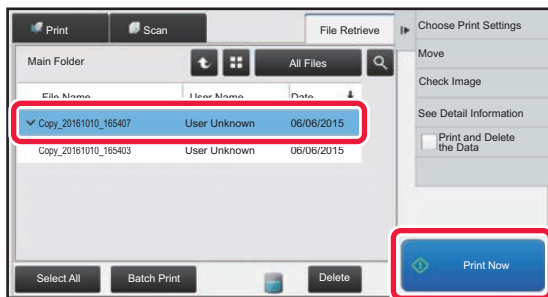 Print
Scan
File Retrieve
Choose Print Settings
Main Folder
All Files
Move
Check Image
File Name
User Name
Date
See Detail Information
Copy_20161010_165407
User Unknown
06/06/2015
Print and Delete
the Data
Copy_20161010_165403
User Unknown
06/06/2015
Print Now
Select All
Batch Print
Delete